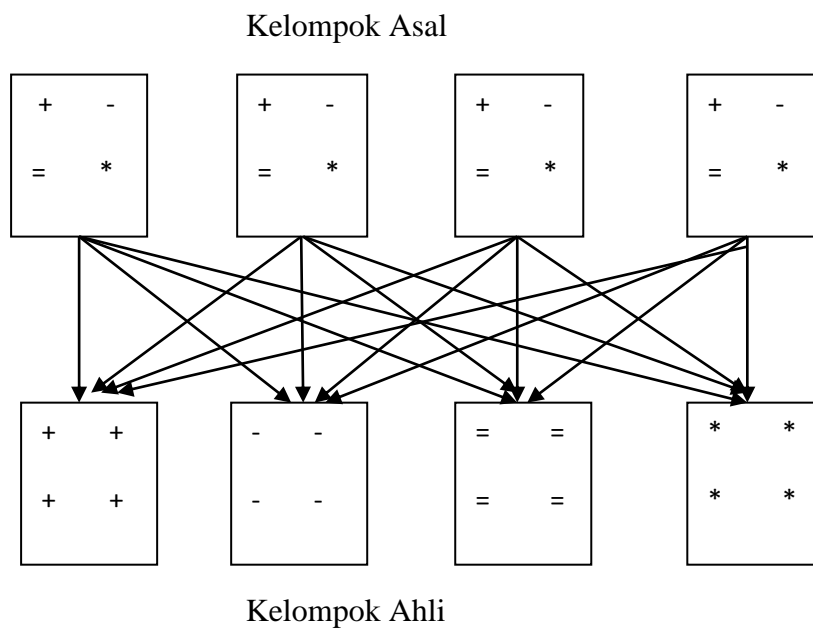 Kelompok Asal
+ - + - + - + -
= * = * = * = *
+ + - - = = * *
+ + - - = = * *
Kelompok Ahli